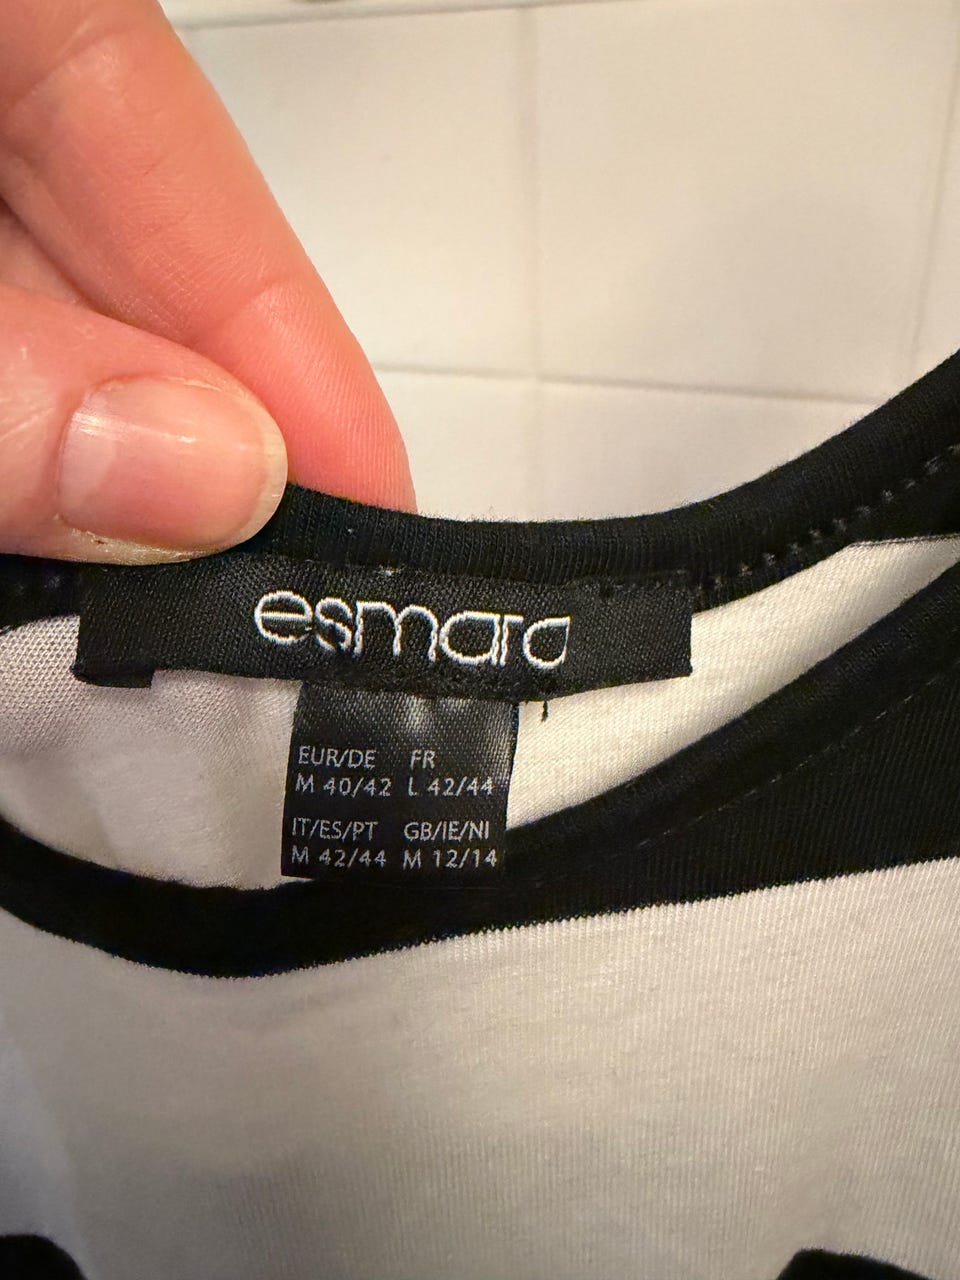 esmara
EUR/DE FR
M 40/42 L 42/44
IT/ES/PT GB/IE/NI
M 42/44 M 12/14